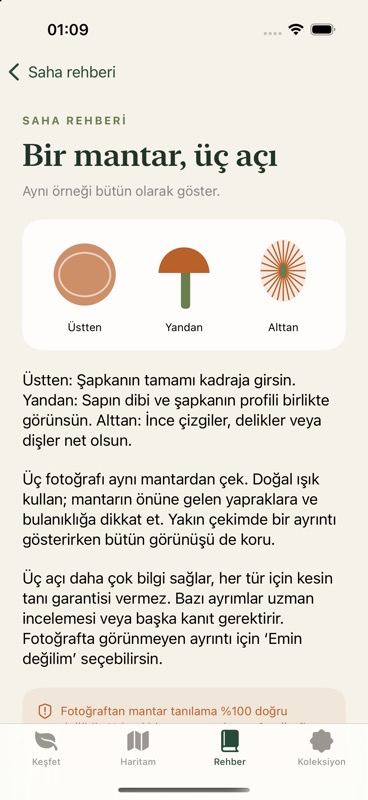 01:09
Saha rehberi
SAHA REHBERİ
Bir mantar, üç açı
Aynı örneği bütün olarak göster.
Üstten
Yandan
Alttan
Üstten: Şapkanın tamamı kadraja girsin.
Yandan: Sapın dibi ve şapkanın profili birlikte
görünsün. Alttan: İnce çizgiler, delikler veya
dişler net olsun.
Üç fotoğrafı aynı mantardan çek. Doğal ışık
kullan; mantarın önüne gelen yapraklara ve
bulanıklığa dikkat et. Yakın çekimde bir ayrıntı
gösterirken bütün görünüşü de koru.
Üç açı daha çok bilgi sağlar, her tür için kesin
tanı garantisi vermez. Bazı ayrımlar uzman
incelemesi veya başka kanıt gerektirir.
Fotoğrafta görünmeyen ayrıntı için ‘Emin
değilim’ seçebilirsin.
Fotoğraftan mantar tanılama %100 doğru
Keşfet
Haritam
Rehber
Koleksiyon